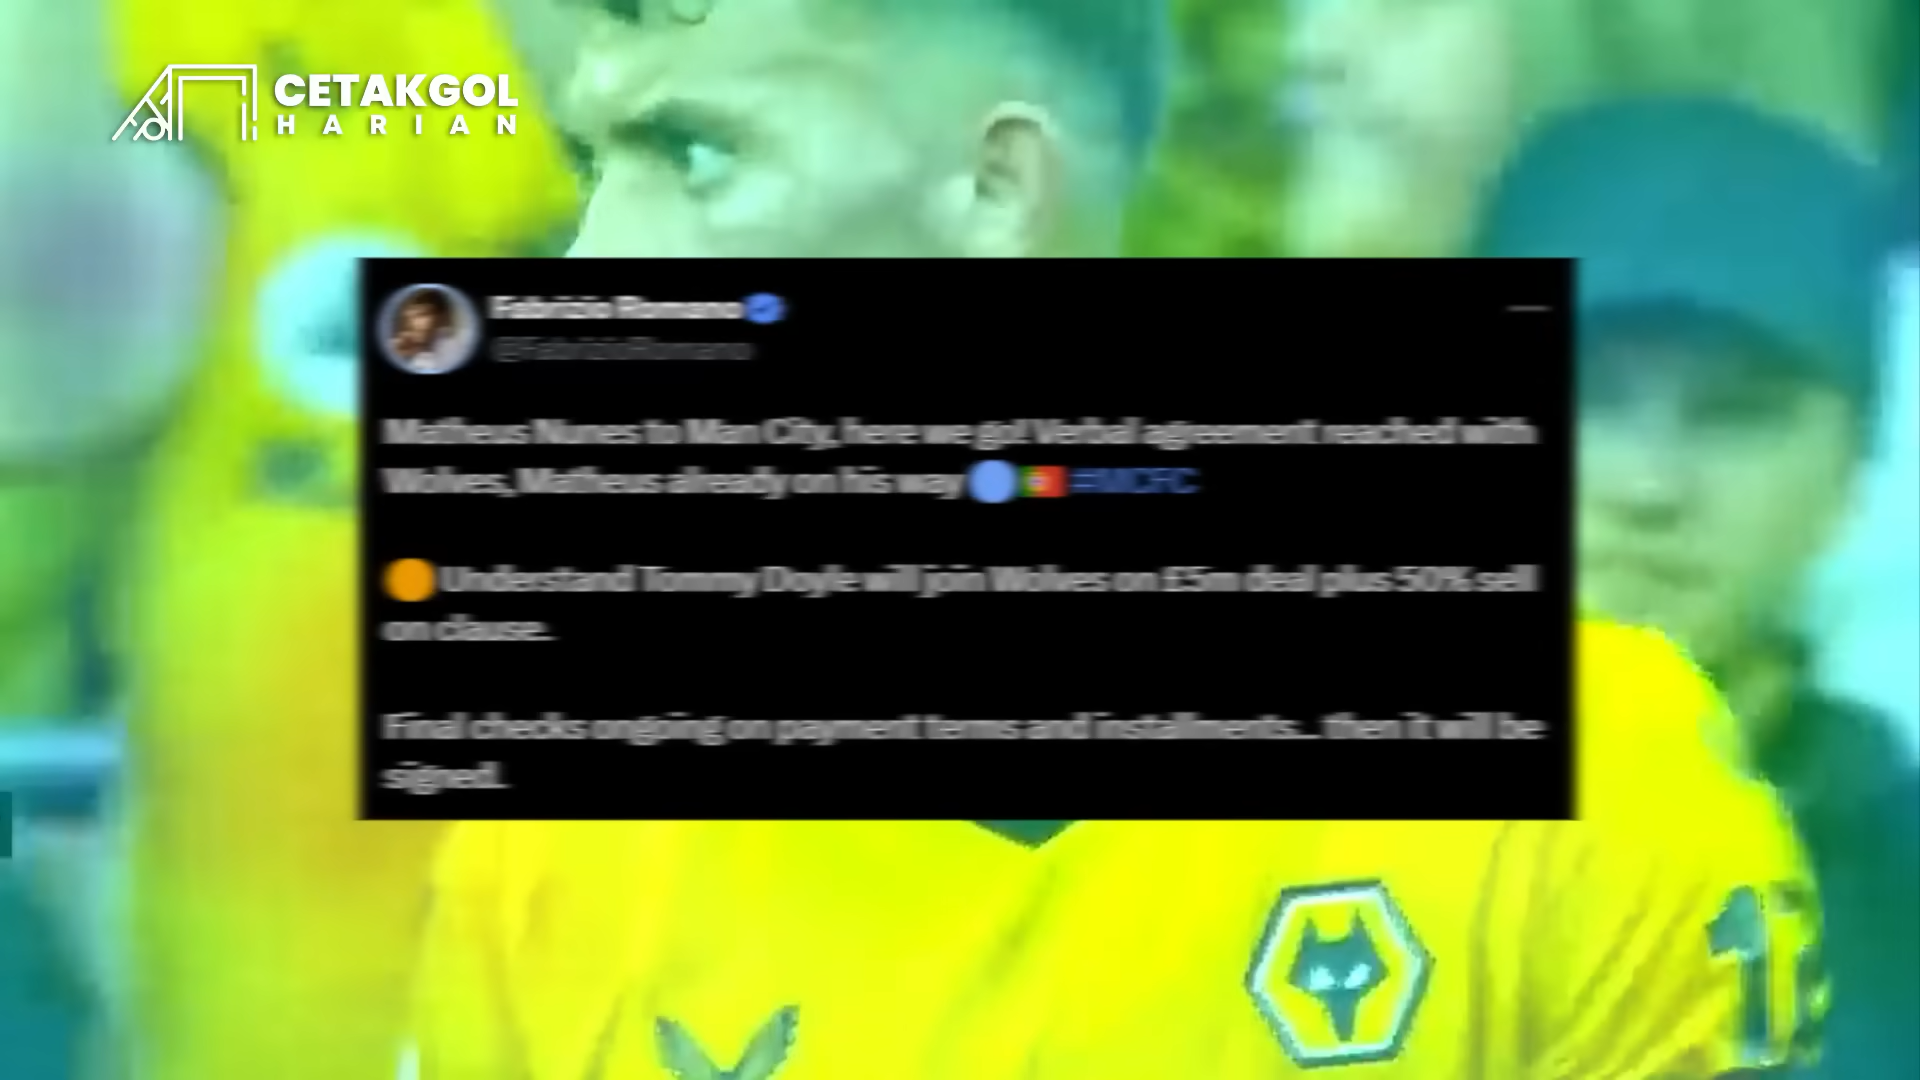 CETAKGOL
HARIAN
Fabrizio Romano
@FabrizioRomano
Matheus Nunes to Man City, here we go! Verbal agreement reached with
Wolves, Matheus already on his way #MCFC
Understand Tommy Doyle will join Wolves on £5m deal plus 50% sell
on clause.
Final checks ongoing on payment terms and installments... then it will be
signed.